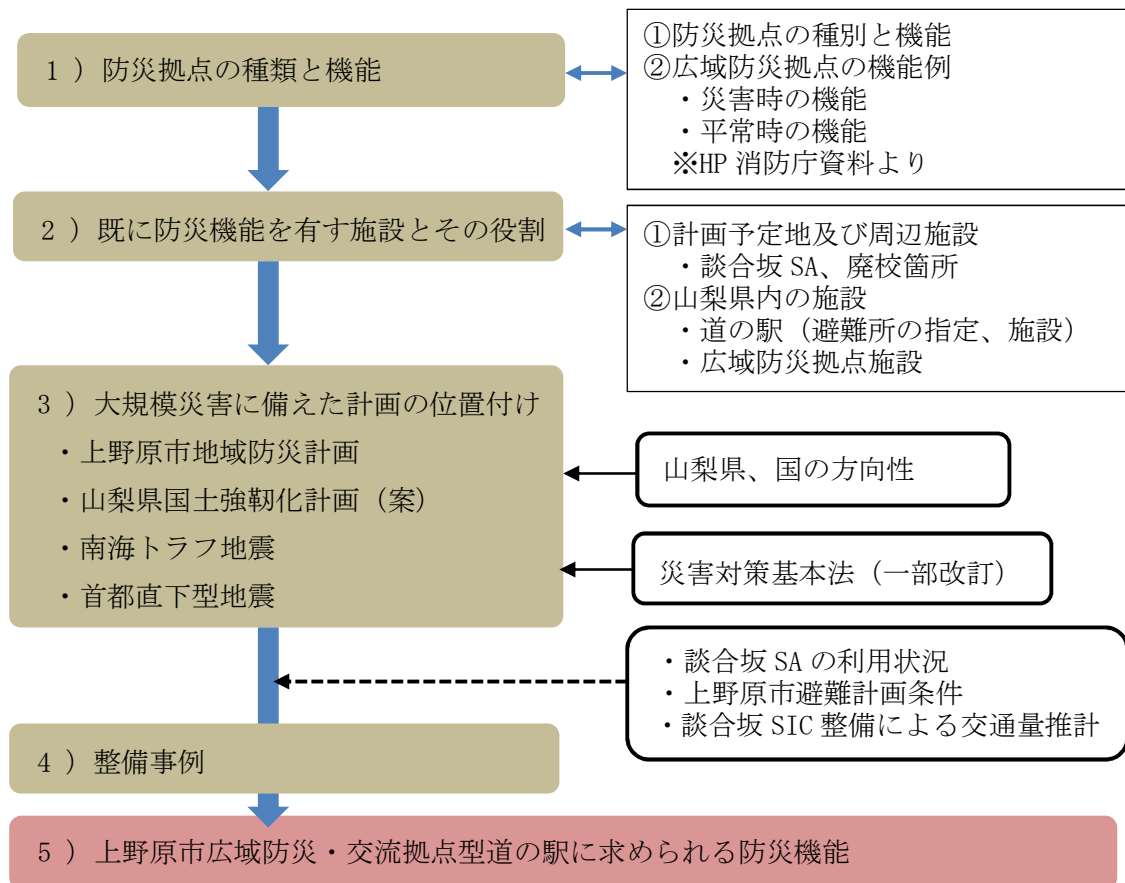 1 ）防災拠点の種類と機能
①防災拠点の種別と機能
②広域防災拠点の機能例
・災害時の機能
・平常時の機能
※HP 消防庁資料より
2 ）既に防災機能を有す施設とその役割
①計画予定地及び周辺施設
・談合坂 SA、廃校箇所
②山梨県内の施設
・道の駅（避難所の指定、施設）
・広域防災拠点施設
3 ）大規模災害に備えた計画の位置付け
・上野原市地域防災計画
・山梨県国土強靭化計画（案）
・南海トラフ地震
・首都直下型地震
山梨県、国の方向性
災害対策基本法（一部改訂）
・談合坂 SA の利用状況
・上野原市避難計画条件
・談合坂 SIC 整備による交通量推計
4 ）整備事例
5 ）上野原市広域防災・交流拠点型道の駅に求められる防災機能